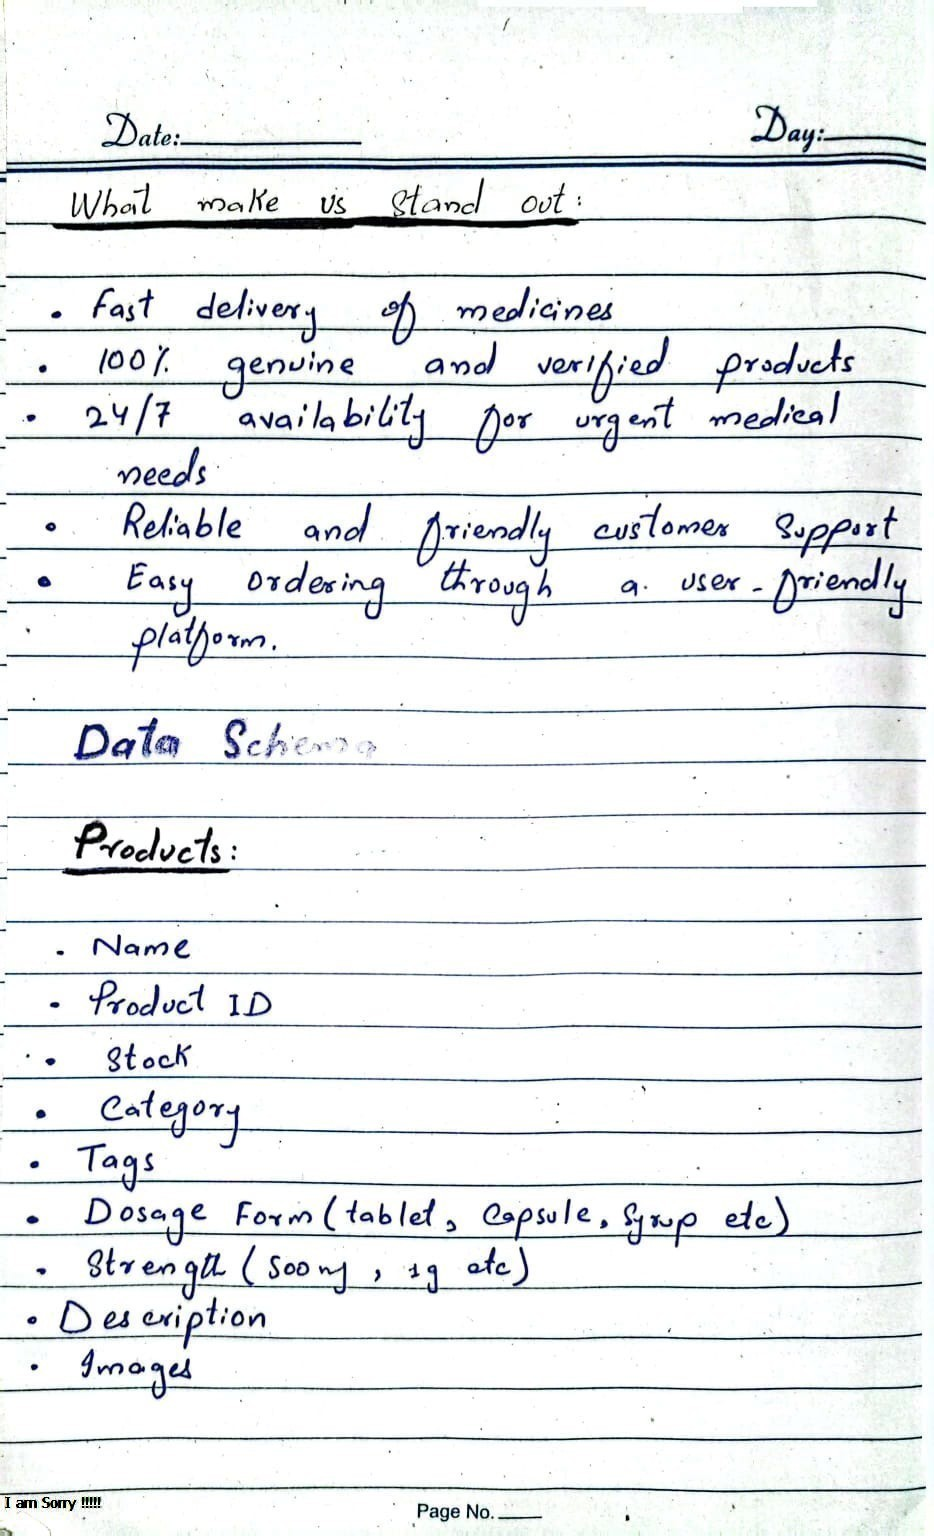 Date:
Day:
What make us stand out:
• Fast delivery of medicines
• 100% genuine and verified products
• 24/7 availability for urgent medical
needs
• Reliable and friendly customer support
• Easy ordering through a user-friendly
platform.
Data Schema
Products:
• Name
• Product ID
• Stock
• Category
• Tags
• Dosage Form (tablet, Capsule, Syrup etc)
• Strength (500mg, 1g etc)
• Description
• Images
I am Sorry !!!!!
Page No.